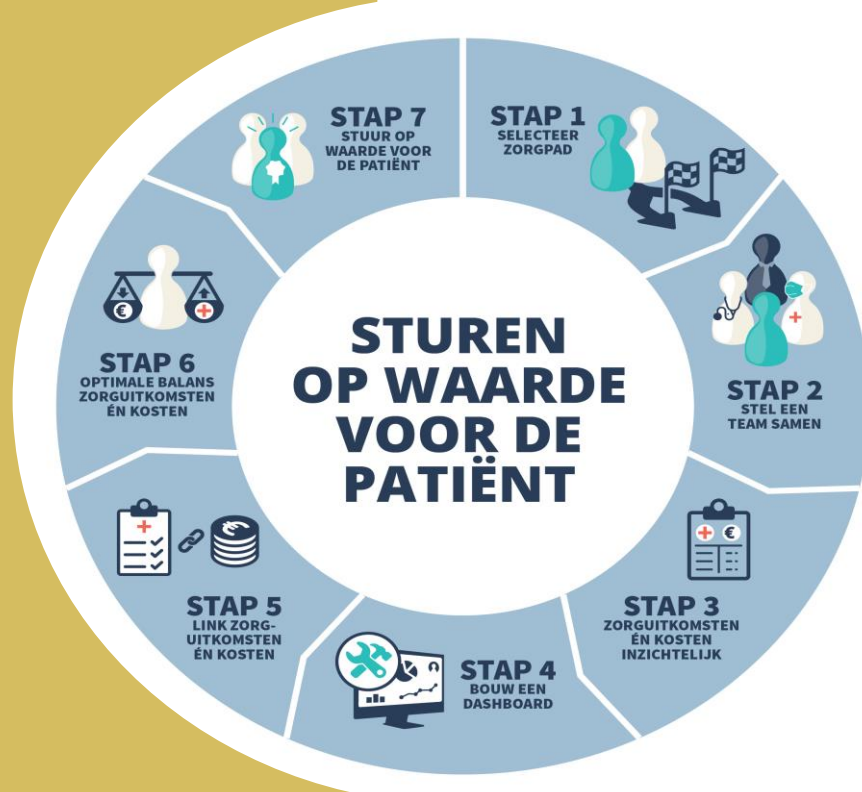 STUREN
OP WAARDE
VOOR DE
PATIËNT
STAP 1
SELECTEER
ZORGPAD
STAP 2
STEL EEN
TEAM SAMEN
STAP 3
ZORGUITKOMSTEN
ÉN KOSTEN
INZICHTELIJK
STAP 4
BOUW EEN
DASHBOARD
STAP 5
LINK ZORG-
UITKOMSTEN
ÉN KOSTEN
STAP 6
OPTIMALE BALANS
ZORGUITKOMSTEN
ÉN KOSTEN
STAP 7
STUUR OP
WAARDE VOOR
DE PATIËNT